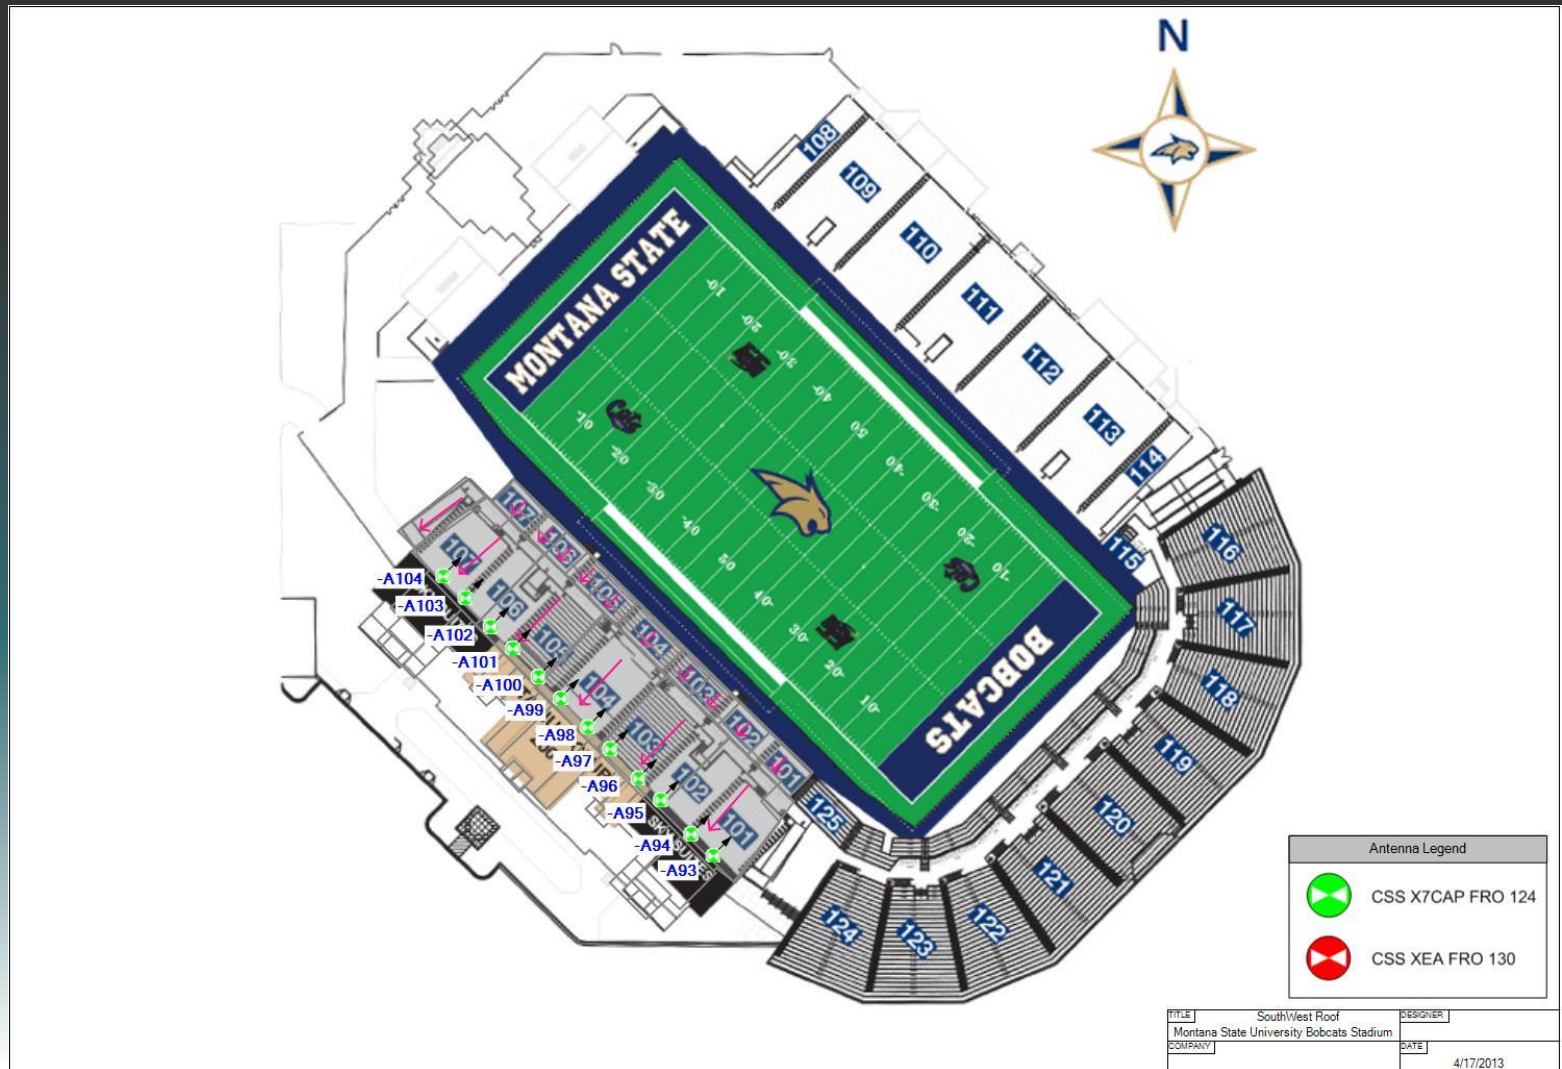 N
108
109
110
111
112
113
114
115
116
117
118
119
120
121
122
123
124
125
MONTANA STATE
BOBCATS
-10-
-20-
-30-
-40-
50
-40-
-30-
-20-
-10-
10-
20-
30-
40-
50
40-
30-
20-
10-
Cats
107
106
105
104
103
102
101
107
106
105
104
103
102
101
SKY SUITES
-A104
-A103
-A102
-A101
-A100
-A99
-A98
-A97
-A96
-A95
-A94
-A93
Antenna Legend
CSS X7CAP FRO 124
CSS XEA FRO 130
TITLE
SouthWest Roof
Montana State University Bobcats Stadium
DESIGNER
COMPANY
DATE
4/17/2013